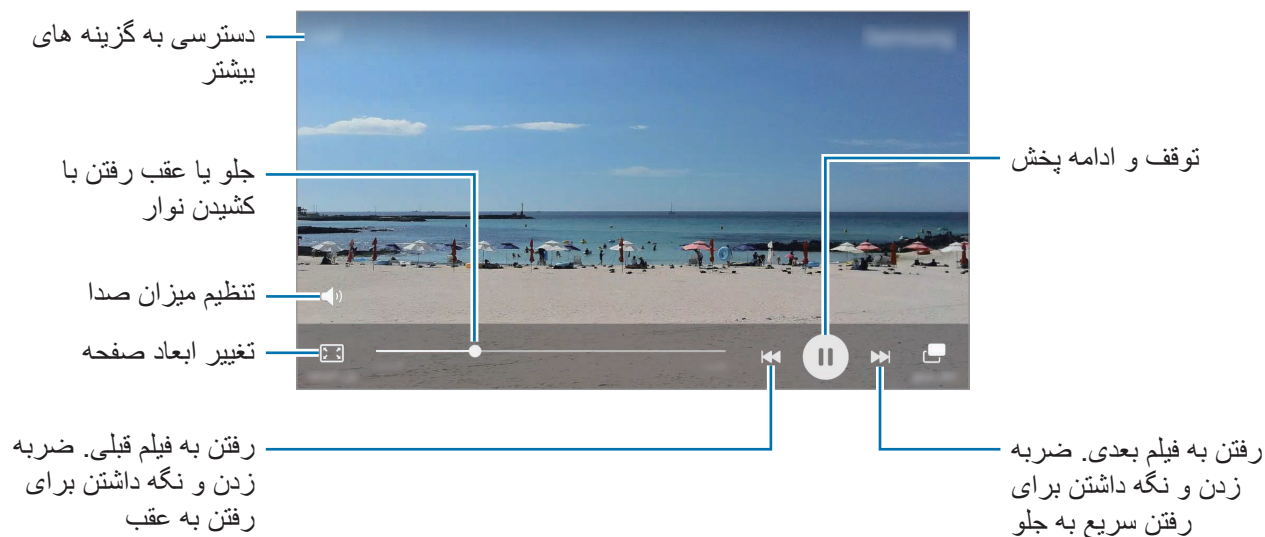 دسترسی به گزینه های
بیشتر
جلو یا عقب رفتن با
کشیدن نوار
توقف و ادامه پخش
تنظیم میزان صدا
تغییر ابعاد صفحه
رفتن به فیلم قبلی. ضربه
زدن و نگه داشتن برای
رفتن به عقب
رفتن به فیلم بعدی. ضربه
زدن و نگه داشتن برای
رفتن سریع به جلو